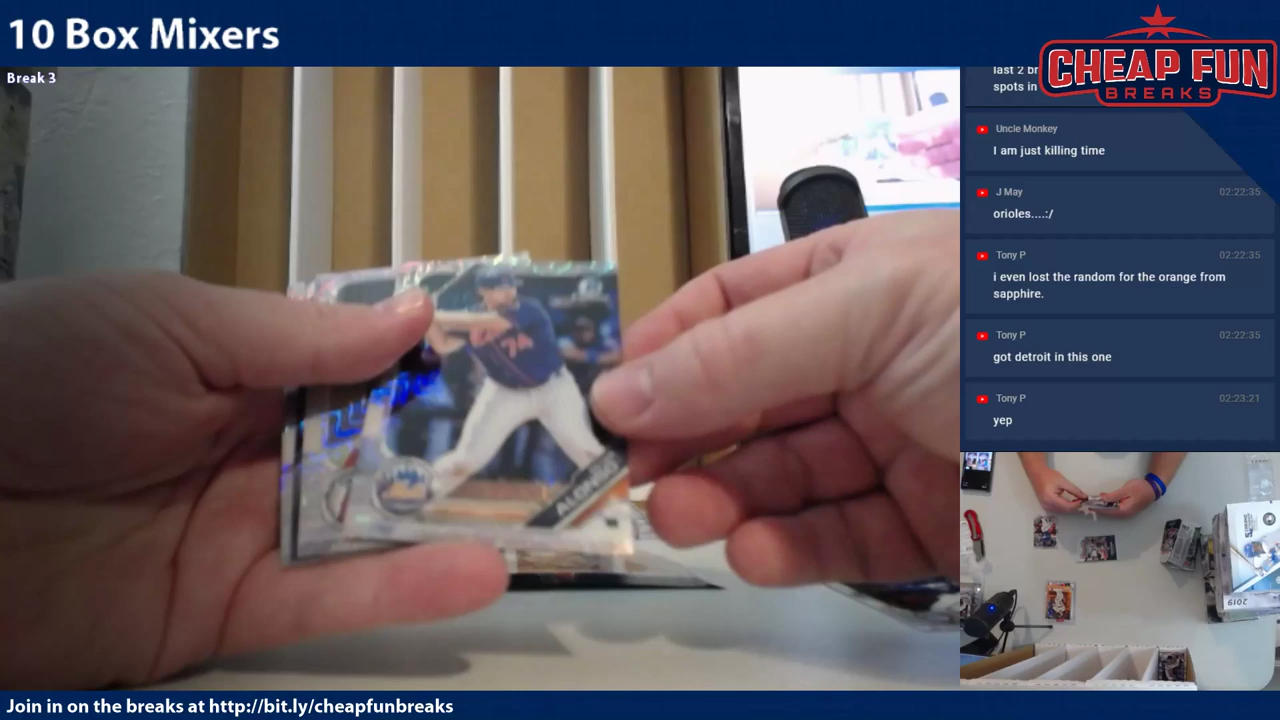 10 Box Mixers
Break 3
CHEAP FUN
BREAKS
last 2 br
spots in
Uncle Monkey
I am just killing time
J May 02:22:35
orioles....:/
Tony P 02:22:35
i even lost the random for the orange from
sapphire.
Tony P 02:22:35
got detroit in this one
Tony P 02:23:21
yep
74
ALONSO
2019
Join in on the breaks at http://bit.ly/cheapfunbreaks